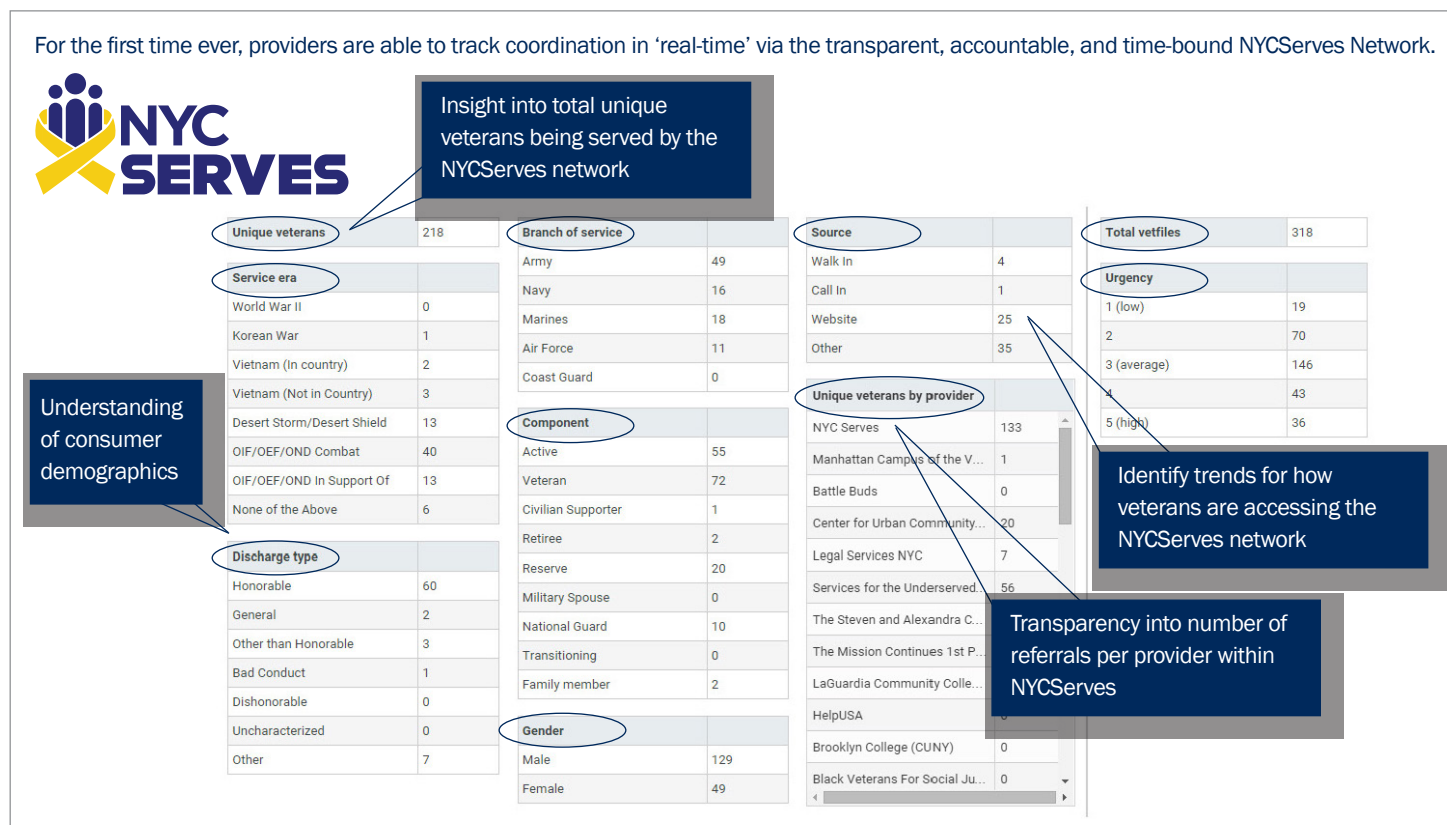 For the first time ever, providers are able to track coordination in ‘real-time’ via the transparent, accountable, and time-bound NYCServes Network.
NYC
SERVES
Insight into total unique
veterans being served by the
NYCServes network
Unique veterans 218
Service era
World War II 0
Korean War 1
Vietnam (In country) 2
Vietnam (Not in Country) 3
Desert Storm/Desert Shield 13
OIF/OEF/OND Combat 40
OIF/OEF/OND In Support Of 13
None of the Above 6
Understanding
of consumer
demographics
Discharge type
Honorable 60
General 2
Other than Honorable 3
Bad Conduct 1
Dishonorable 0
Uncharacterized 0
Other 7
Branch of service
Army 49
Navy 16
Marines 18
Air Force 11
Coast Guard 0
Component
Active 55
Veteran 72
Civilian Supporter 1
Retiree 2
Reserve 20
Military Spouse 0
National Guard 10
Transitioning 0
Family member 2
Gender
Male 129
Female 49
Source
Walk In 4
Call In 1
Website 25
Other 35
Unique veterans by provider
NYC Serves 133
Manhattan Campus of the V... 1
Battle Buds 0
Center for Urban Community... 20
Legal Services NYC 7
Services for the Underserved... 56
The Steven and Alexandra C...
The Mission Continues 1st P...
LaGuardia Community Colle...
HelpUSA
Brooklyn College (CUNY) 0
Black Veterans For Social Ju... 0
Total vetfiles 318
Urgency
1 (low) 19
2 70
3 (average) 146
4 43
5 (high) 36
Identify trends for how
veterans are accessing the
NYCServes network
Transparency into number of
referrals per provider within
NYCServes